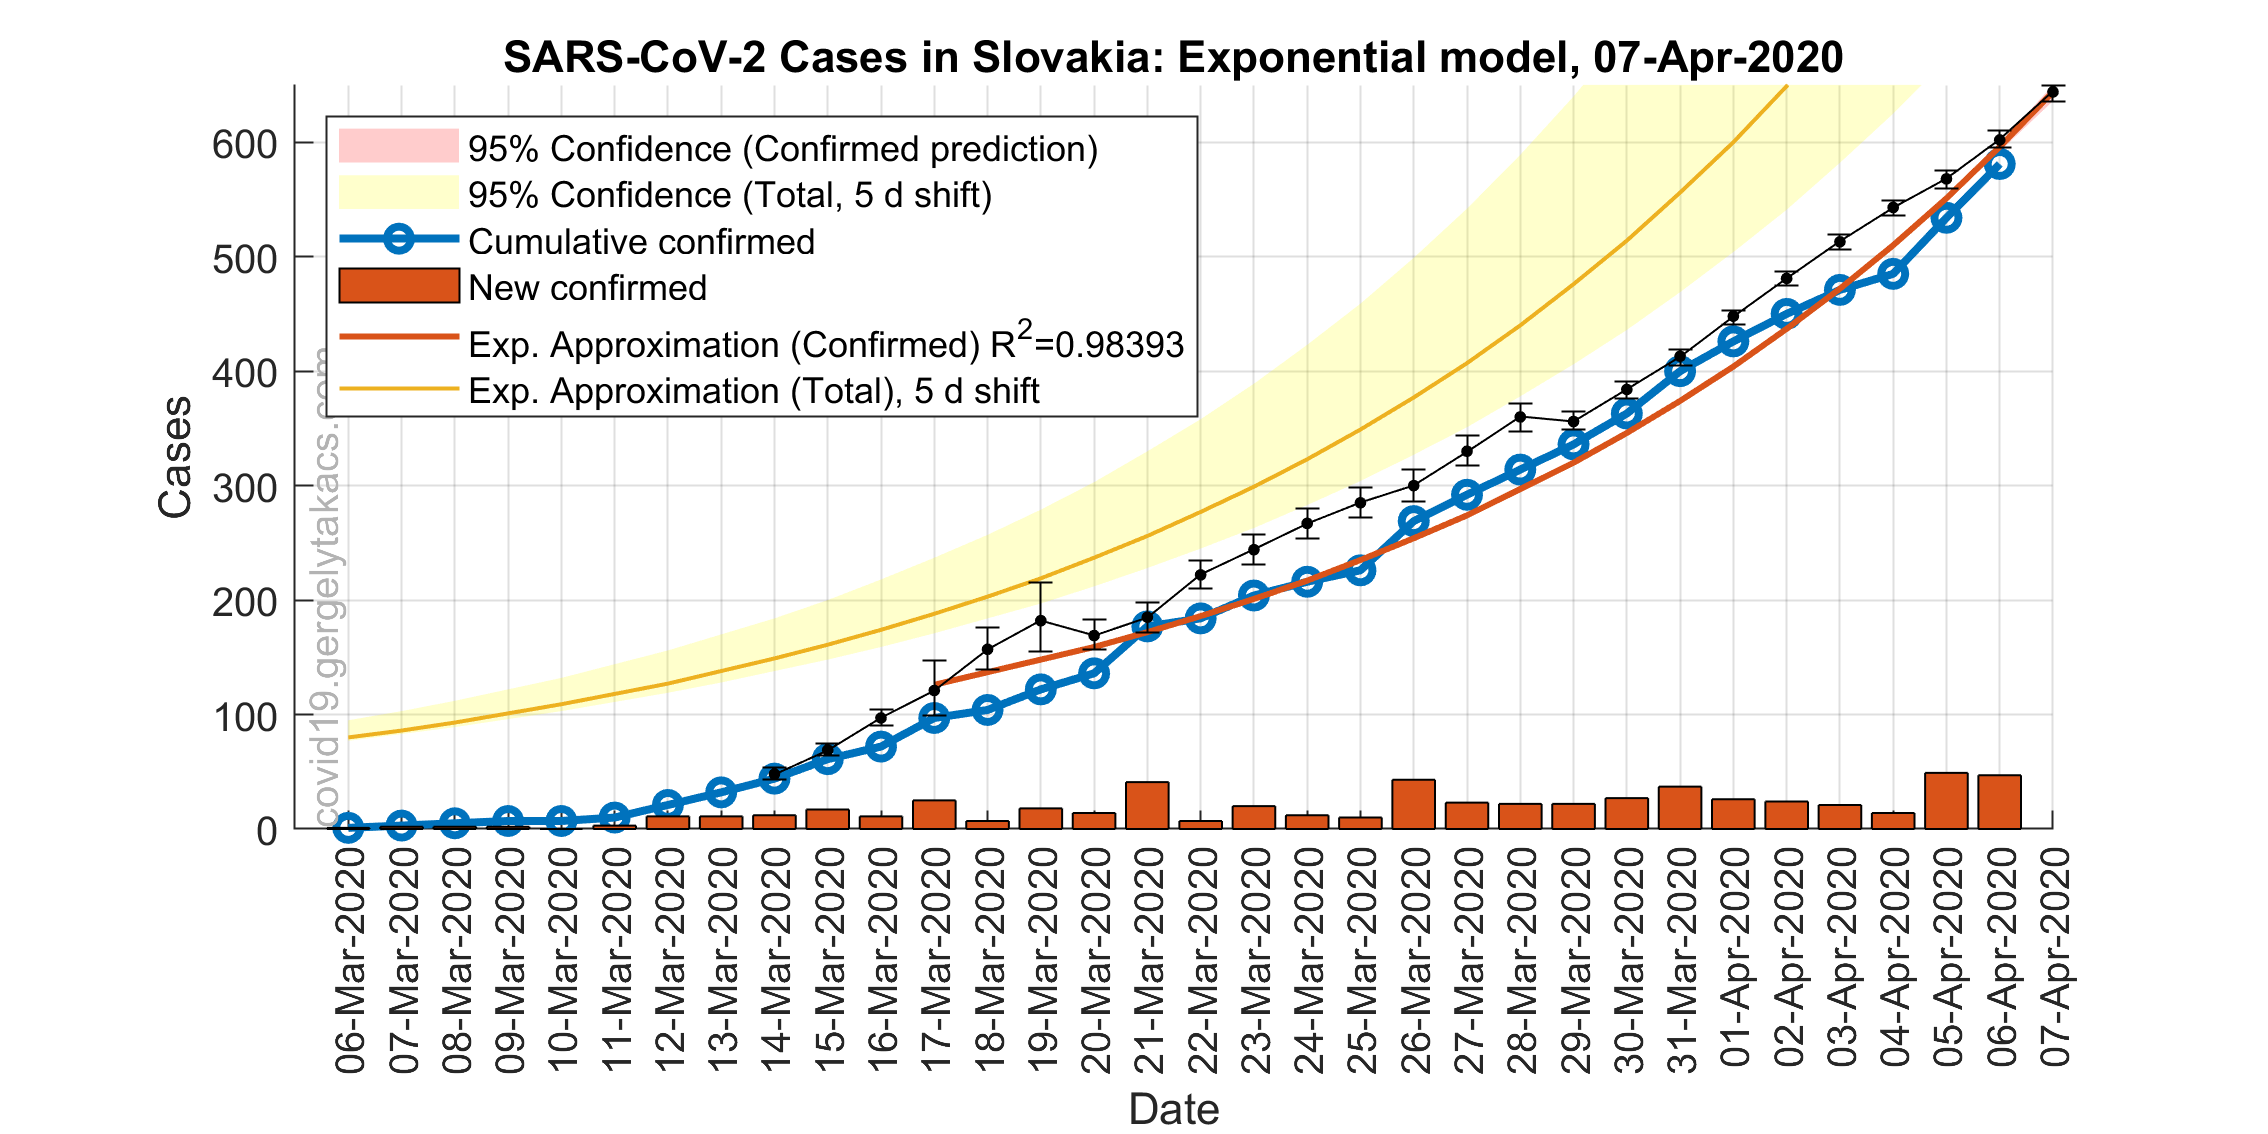 SARS-CoV-2 Cases in Slovakia: Exponential model, 07-Apr-2020
95% Confidence (Confirmed prediction)
95% Confidence (Total, 5 d shift)
Cumulative confirmed
New confirmed
Exp. Approximation (Confirmed) R²=0.98393
Exp. Approximation (Total), 5 d shift
covid19.gergelytakacs.com
Cases
600
500
400
300
200
100
0
06-Mar-2020
07-Mar-2020
08-Mar-2020
09-Mar-2020
10-Mar-2020
11-Mar-2020
12-Mar-2020
13-Mar-2020
14-Mar-2020
15-Mar-2020
16-Mar-2020
17-Mar-2020
18-Mar-2020
19-Mar-2020
20-Mar-2020
21-Mar-2020
22-Mar-2020
23-Mar-2020
24-Mar-2020
25-Mar-2020
26-Mar-2020
27-Mar-2020
28-Mar-2020
29-Mar-2020
30-Mar-2020
31-Mar-2020
01-Apr-2020
02-Apr-2020
03-Apr-2020
04-Apr-2020
05-Apr-2020
06-Apr-2020
07-Apr-2020
Date